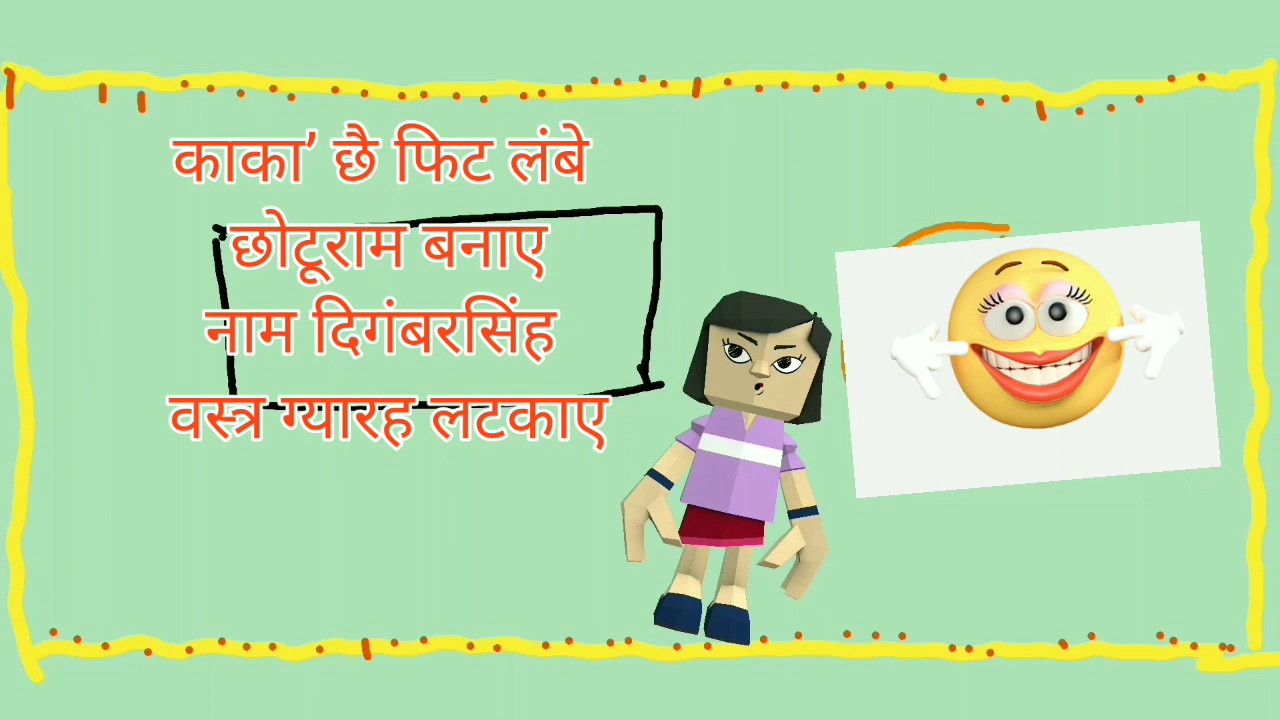 काका’ छै फिट लंबे
छोटूराम बनाए
नाम दिगंबरसिंह
वस्त्र ग्यारह लटकाए